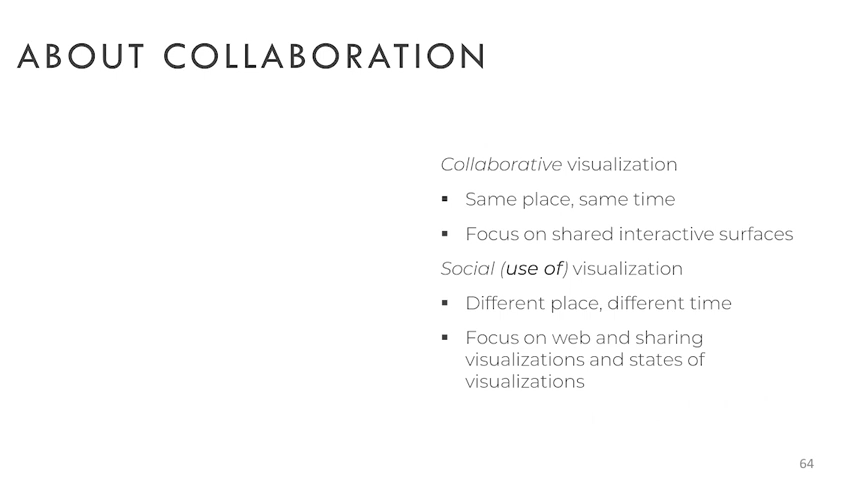 ABOUT COLLABORATION
Collaborative visualization
▪ Same place, same time
▪ Focus on shared interactive surfaces
Social (use of) visualization
▪ Different place, different time
▪ Focus on web and sharing
visualizations and states of
visualizations
64